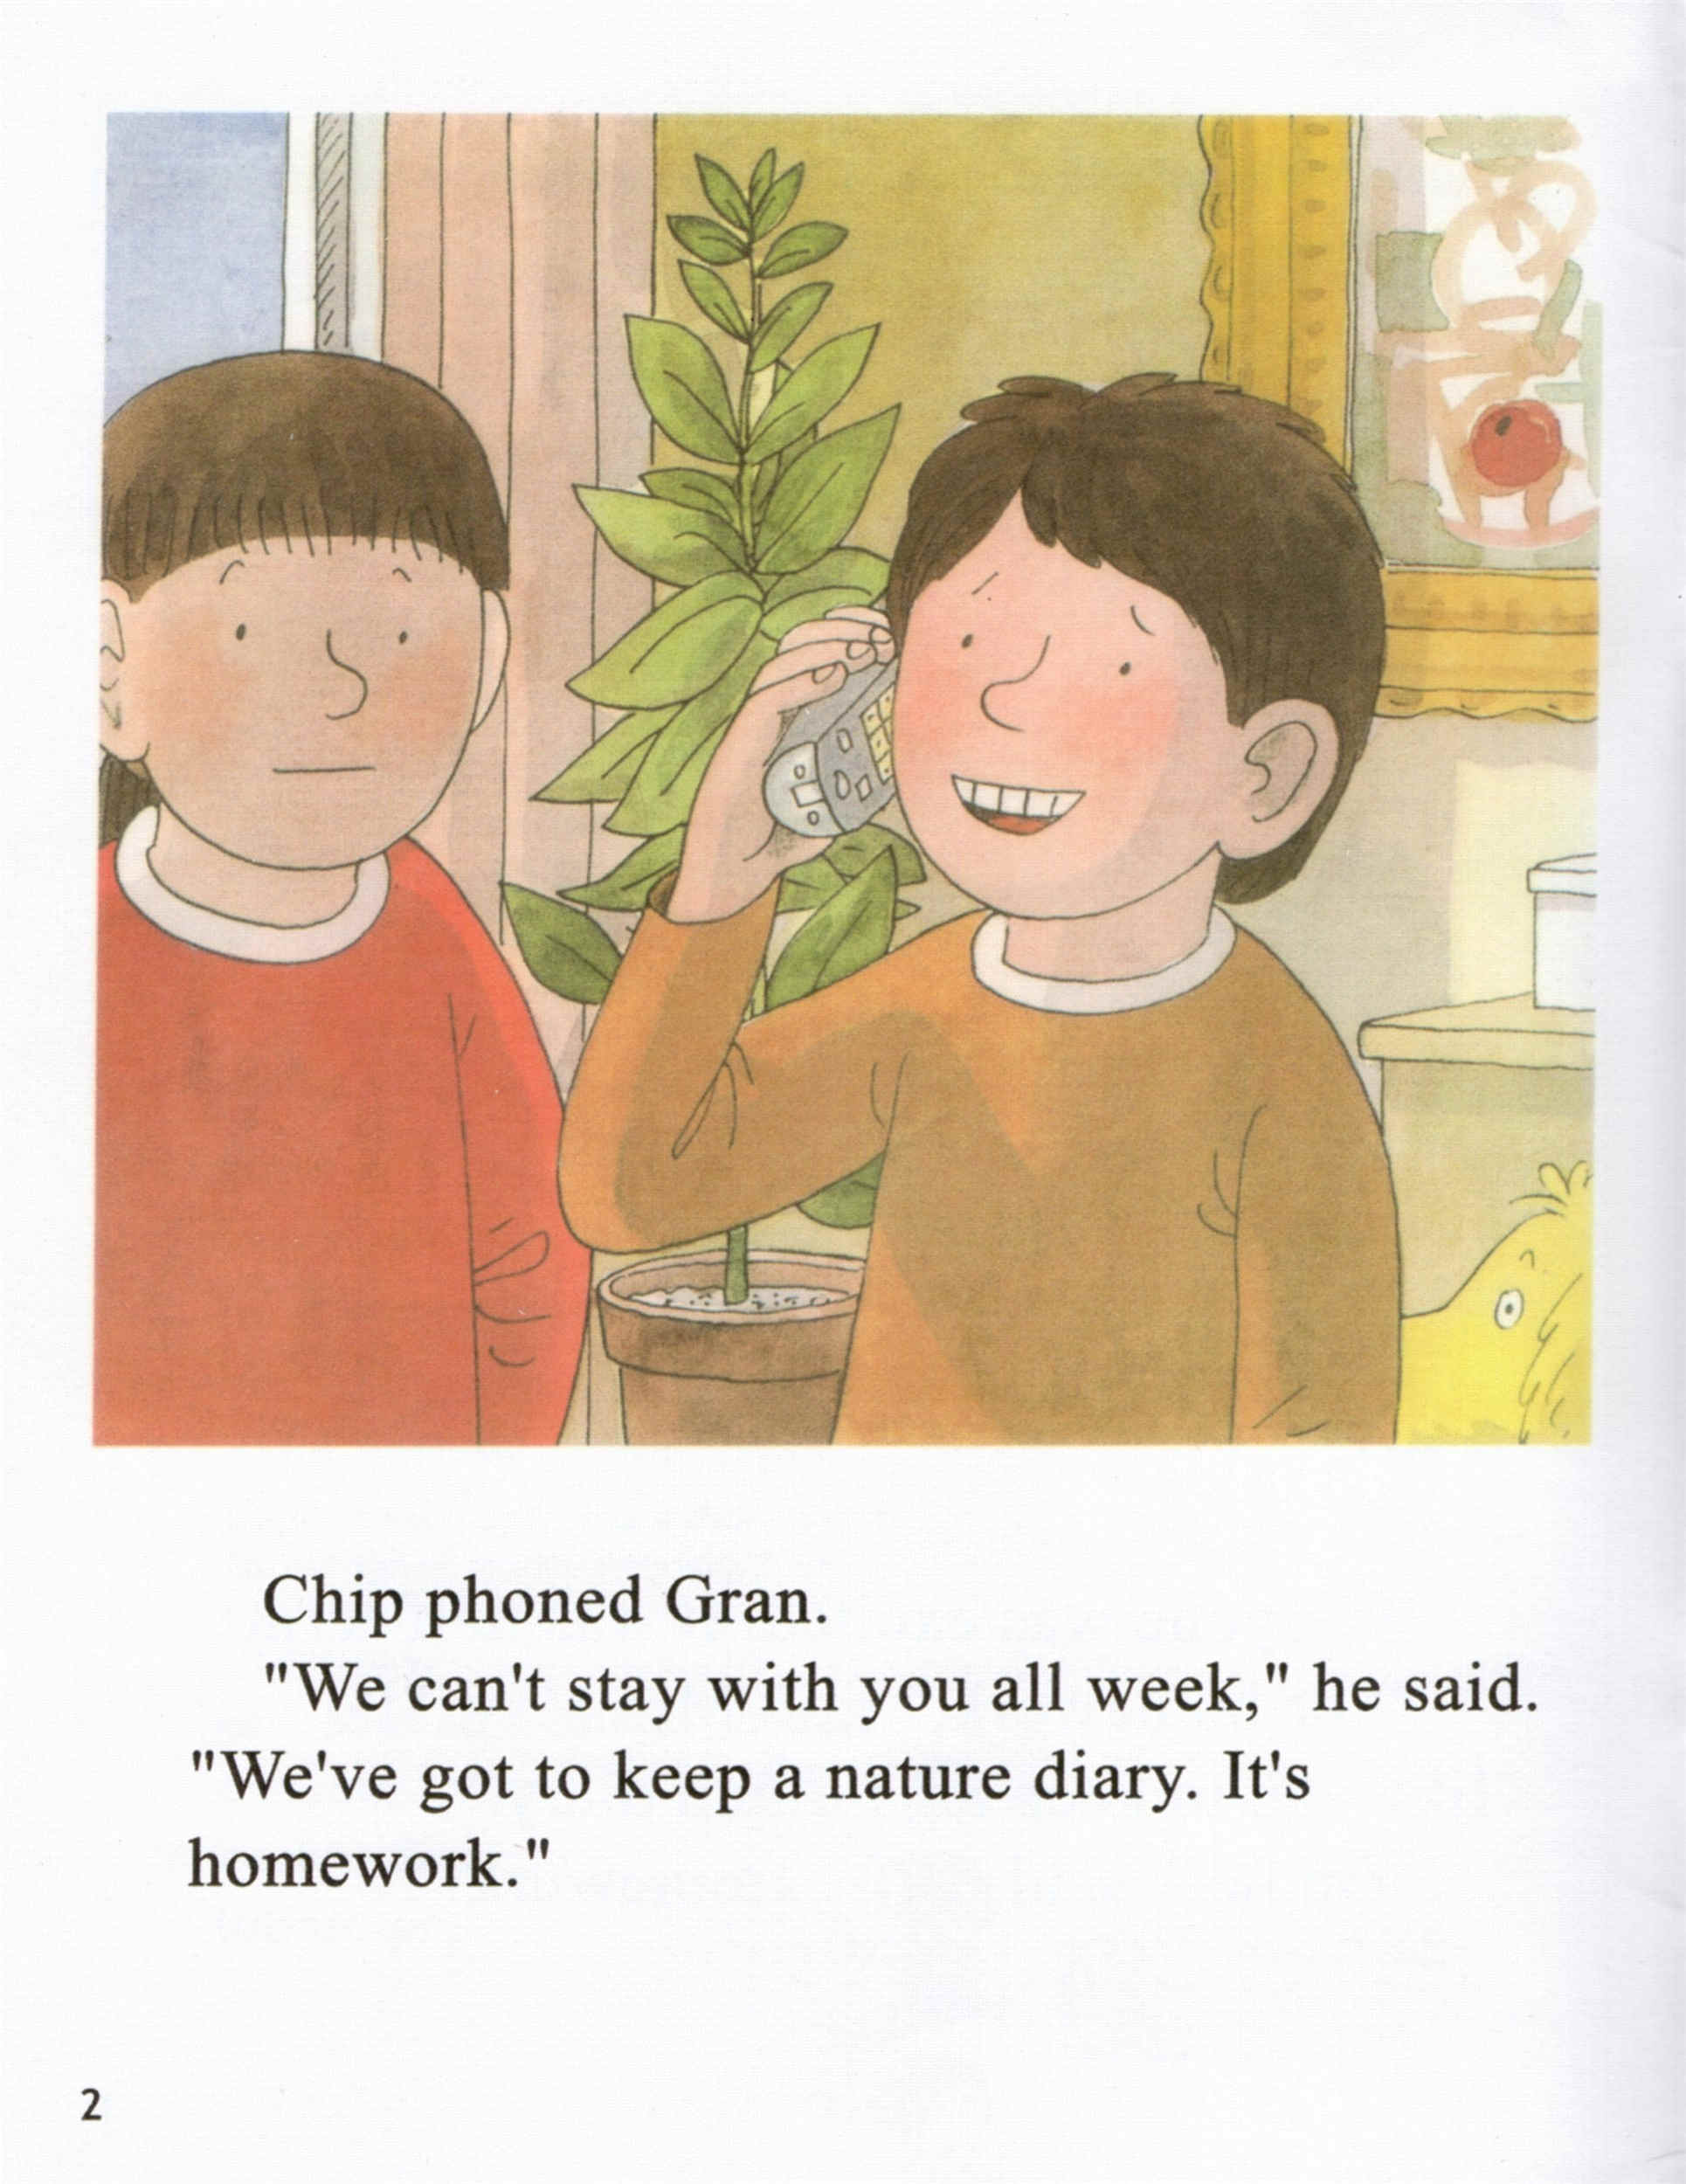 Chip phoned Gran.
"We can't stay with you all week," he said.
"We've got to keep a nature diary. It's
homework."
2